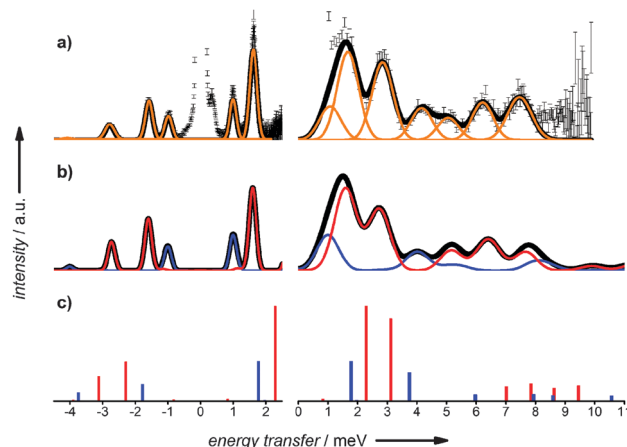 a)
b)
c)
intensity / a.u.
-4 -3 -2 -1 0 1 2 0 1 2 3 4 5 6 7 8 9 10 11
energy transfer / meV